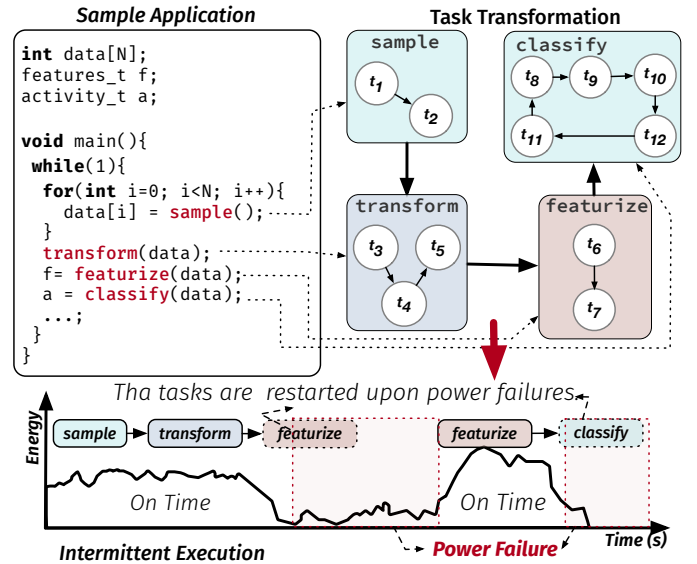 Sample Application
int data[N];
features_t f;
activity_t a;
void main(){
while(1){
for(int i=0; i<N; i++){
data[i] = sample();
}
transform(data);
f= featurize(data);
a = classify(data);
...;
}
}
Task Transformation
sample
t1
t2
classify
t8
t9
t10
t11
t12
transform
t3
t5
t4
featurize
t6
t7
Tha tasks are restarted upon power failures
Energy
sample
transform
featurize
featurize
classify
On Time
On Time
Time (s)
Intermittent Execution
Power Failure